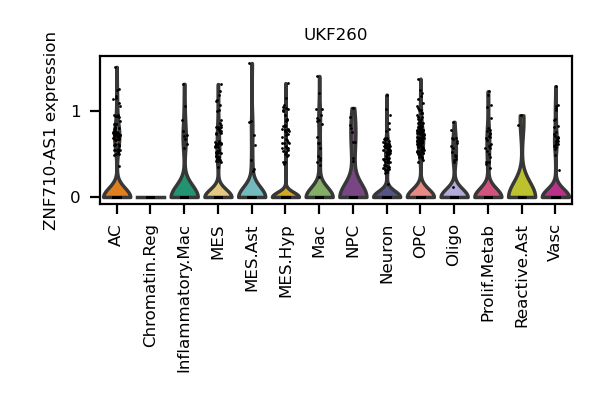 UKF260
ZNF710-AS1 expression
1
0
AC
Chromatin.Reg
Inflammatory.Mac
MES
MES.Ast
MES.Hyp
Mac
NPC
Neuron
OPC
Oligo
Prolif.Metab
Reactive.Ast
Vasc